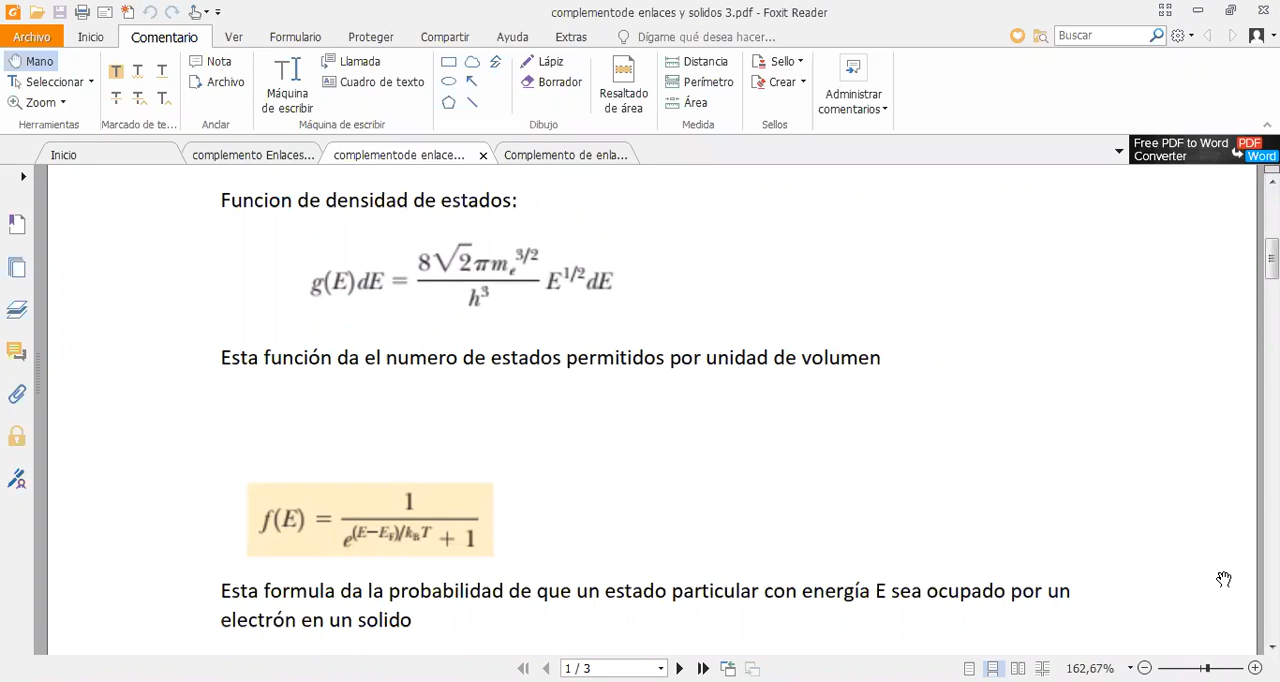 complementode enlaces y solidos 3.pdf - Foxit Reader
Archivo Inicio Comentario Ver Formulario Proteger Compartir Ayuda Extras Dígame qué desea hacer... Buscar
Mano
Seleccionar
Zoom
Herramientas
T T T
T T T
Marcado de te...
Nota
Archivo
Anclar
Máquina
de escribir
Llamada
Cuadro de texto
Máquina de escribir
Lápiz
Borrador
Dibujo
Resaltado
de área
Distancia
Perímetro
Área
Medida
Sello
Crear
Sellos
Administrar
comentarios
Inicio complemento Enlaces... complementode enlace... Complemento de enla...
Free PDF to Word
Converter
PDF
Word
Funcion de densidad de estados:
g(E)dE = 8√2πmₑ^3/2 / h³ E^1/2 dE
Esta función da el numero de estados permitidos por unidad de volumen
f(E) = 1 / e^(E−E_F)/k_BT + 1
Esta formula da la probabilidad de que un estado particular con energía E sea ocupado por un
electrón en un solido
1 / 3
162,67%